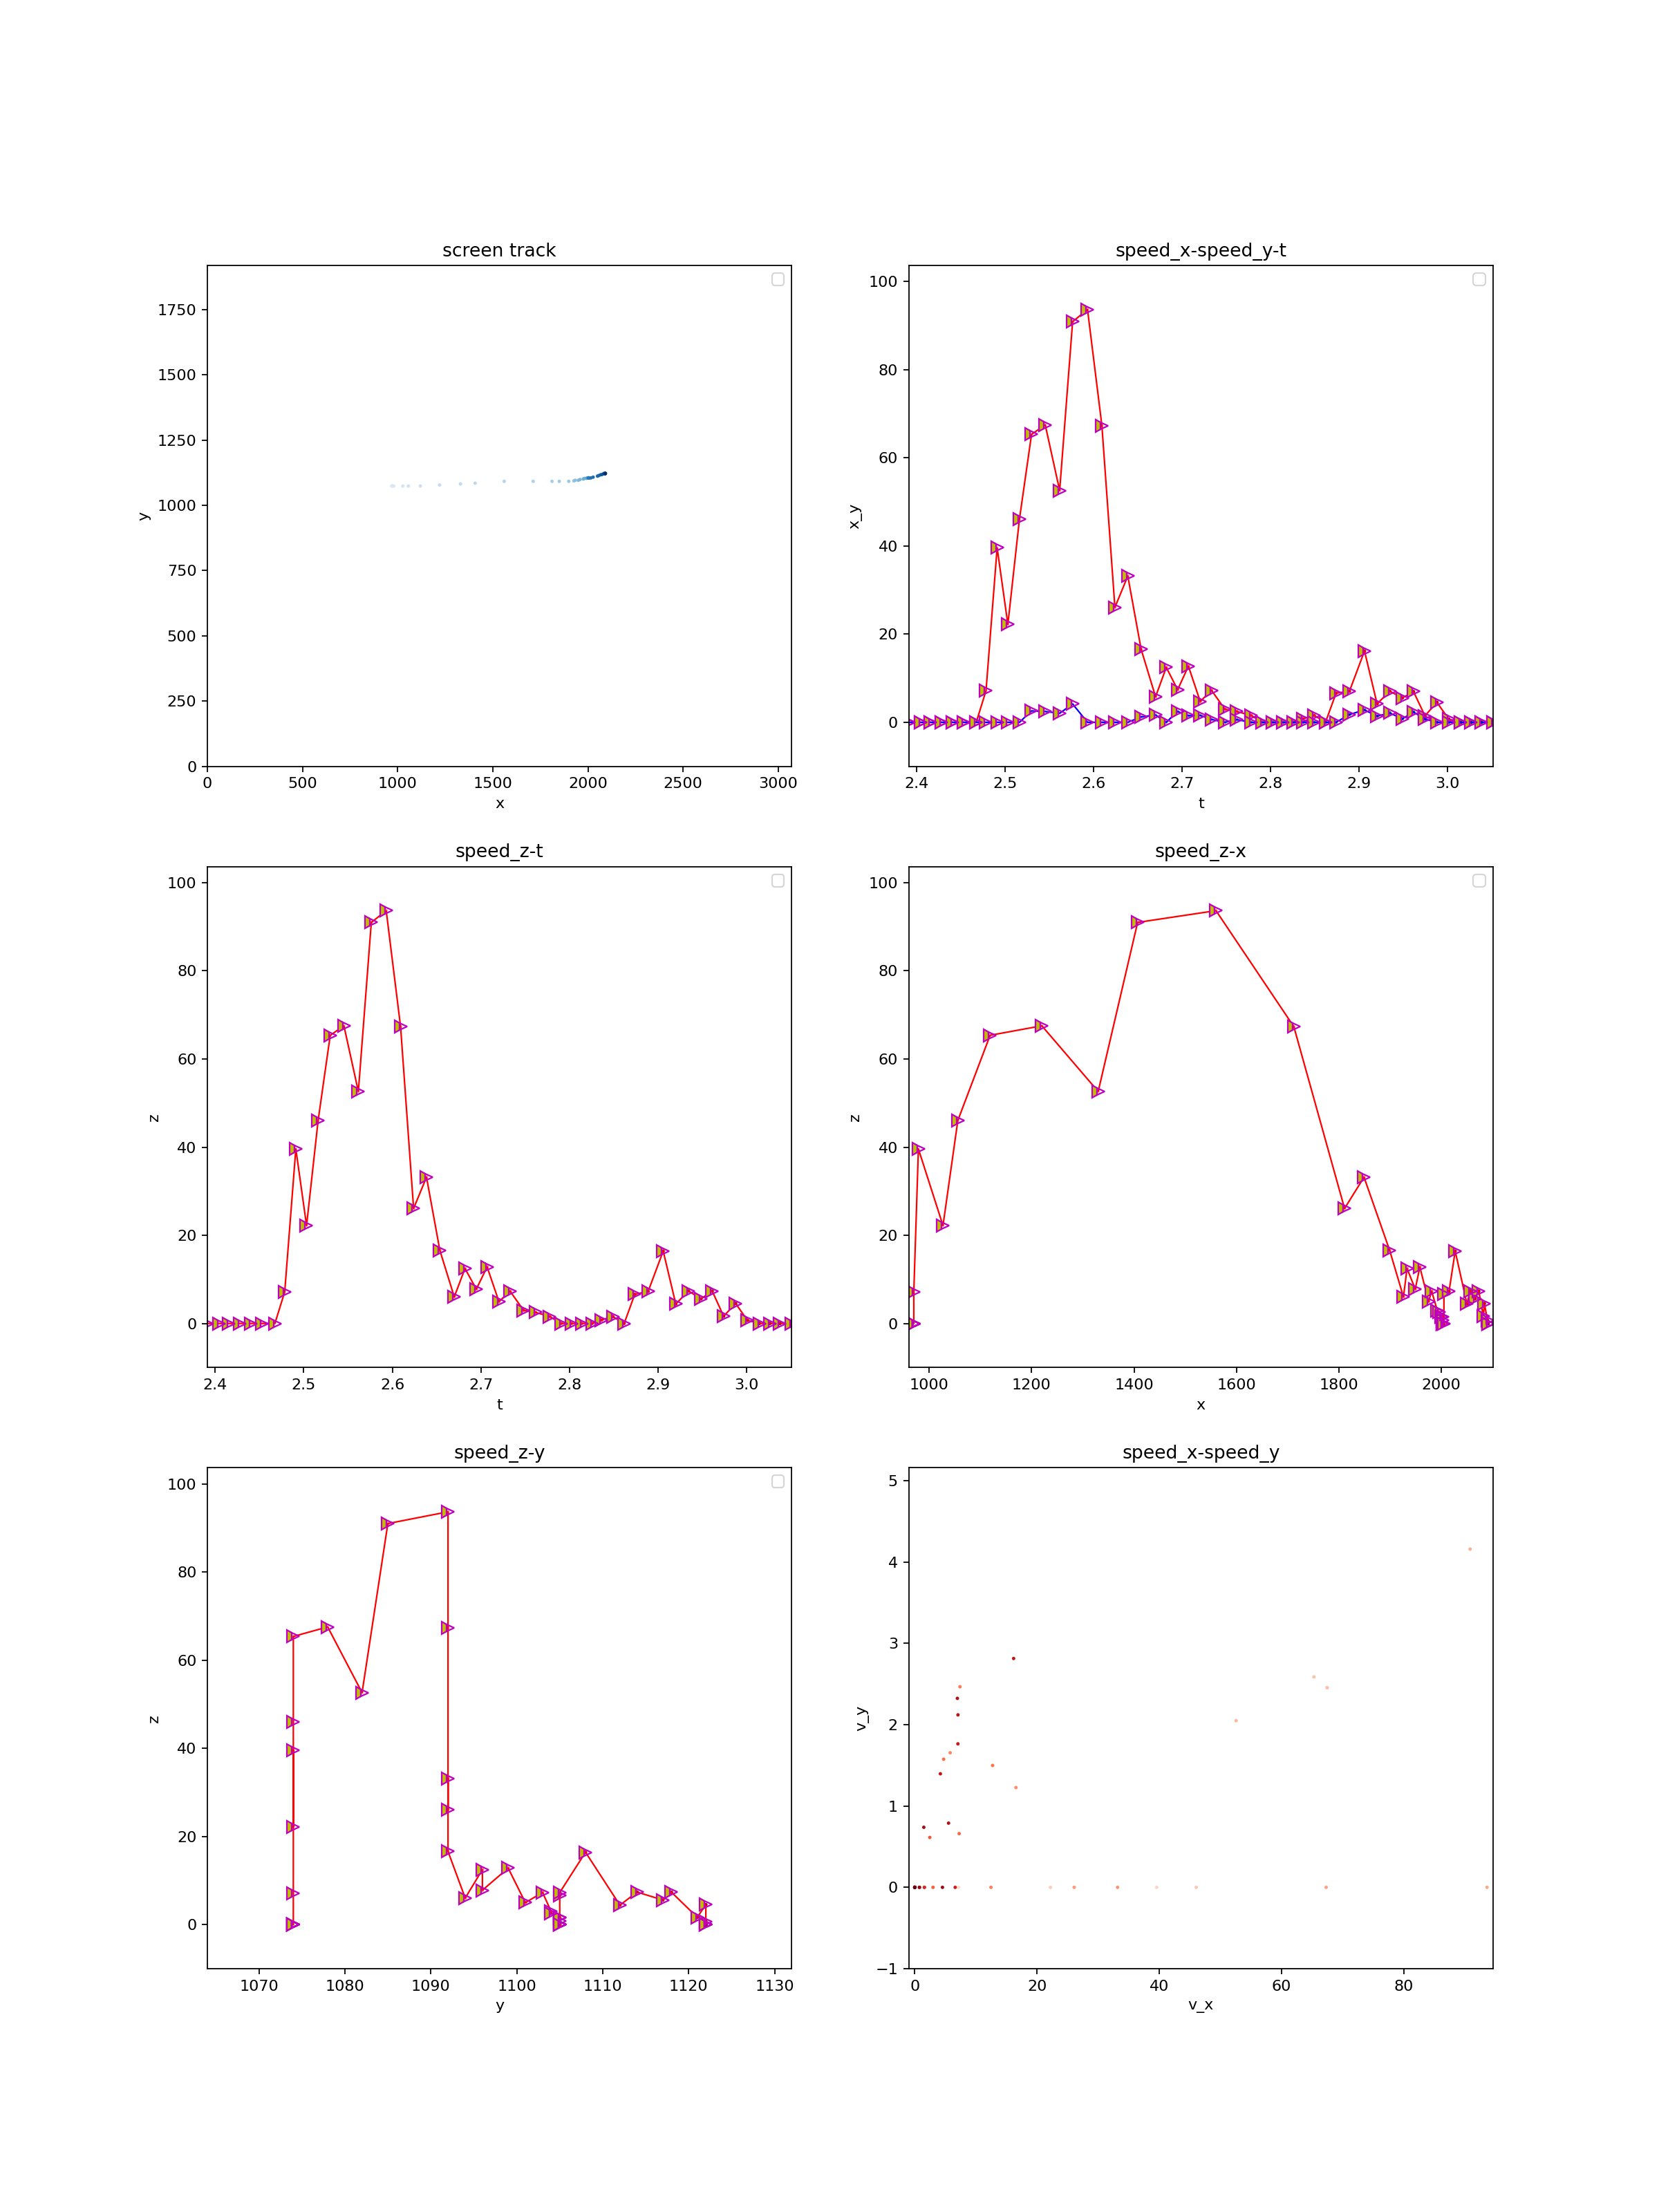 screen track
1750
1500
1250
1000
750
500
250
0
y
0 500 1000 1500 2000 2500 3000
x
speed_x-speed_y-t
100
80
60
40
20
0
x_y
2.4 2.5 2.6 2.7 2.8 2.9 3.0
t
speed_z-t
100
80
60
40
20
0
z
2.4 2.5 2.6 2.7 2.8 2.9 3.0
t
speed_z-x
100
80
60
40
20
0
z
1000 1200 1400 1600 1800 2000
x
speed_z-y
100
80
60
40
20
0
z
1070 1080 1090 1100 1110 1120 1130
y
speed_x-speed_y
5
4
3
2
1
0
−1
v_y
0 20 40 60 80
v_x